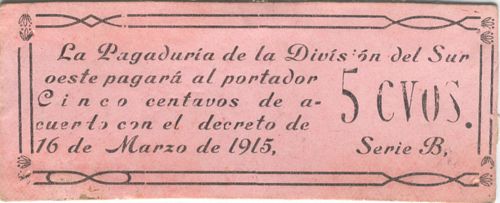 La Pagaduría de la División del Sur
oeste pagará al portador
Cinco centavos de a-
cuerto con el decreto de
16 de Marzo de 1915,
5 CVOS.
Serie B,